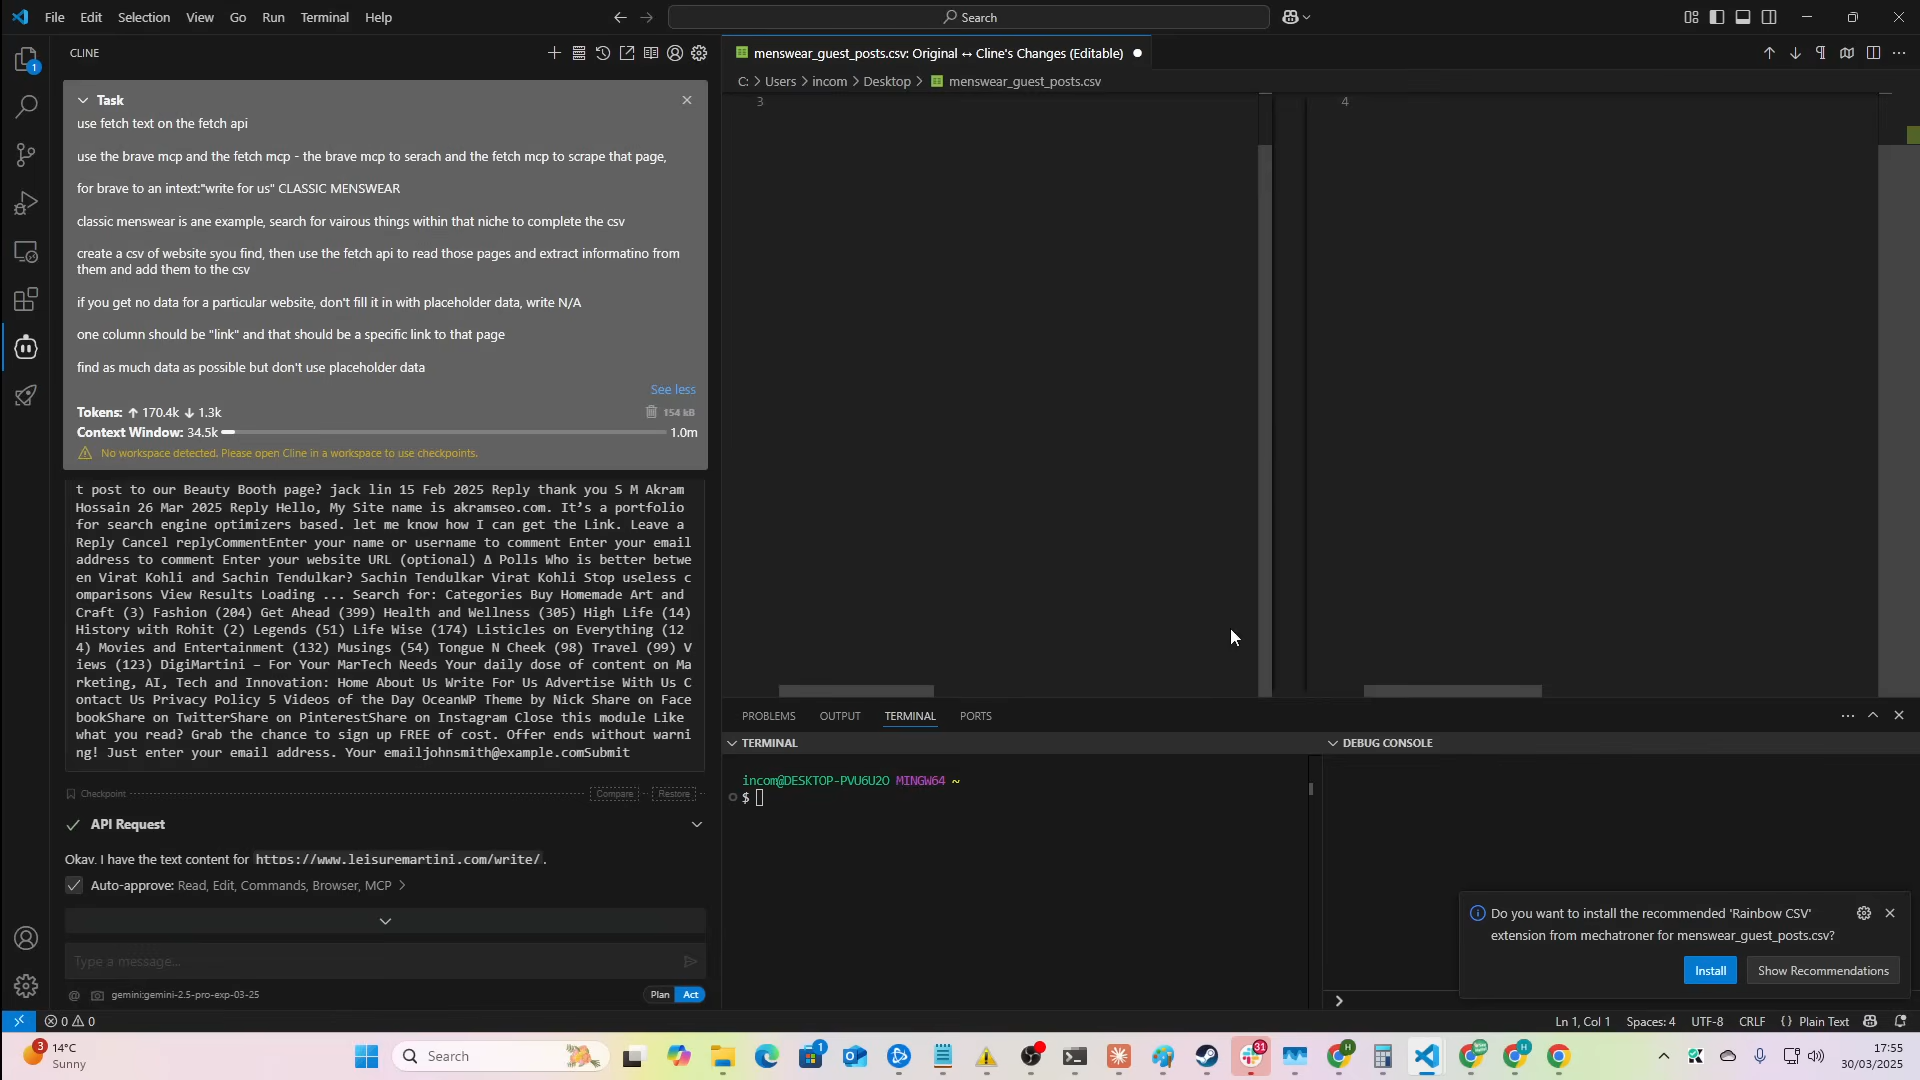 File Edit Selection View Go Run Terminal Help
Search
CLINE
Task
use fetch text on the fetch api
use the brave mcp and the fetch mcp - the brave mcp to serach and the fetch mcp to scrape that page,
for brave to an intext:"write for us" CLASSIC MENSWEAR
classic menswear is ane example, search for vairous things within that niche to complete the csv
create a csv of website syou find, then use the fetch api to read those pages and extract informatino from
them and add them to the csv
if you get no data for a particular website, don't fill it in with placeholder data, write N/A
one column should be "link" and that should be a specific link to that page
find as much data as possible but don't use placeholder data
See less
Tokens: ↑ 170.4k ↓ 1.3k
154 kB
Context Window: 34.5k 1.0m
No workspace detected. Please open Cline in a workspace to use checkpoints.
t post to our Beauty Booth page? jack lin 15 Feb 2025 Reply thank you S M Akram
Hossain 26 Mar 2025 Reply Hello, My Site name is akramseo.com. It's a portfolio
for search engine optimizers based. let me know how I can get the Link. Leave a
Reply Cancel replyCommentEnter your name or username to comment Enter your email
address to comment Enter your website URL (optional) Δ Polls Who is better betwe
en Virat Kohli and Sachin Tendulkar? Sachin Tendulkar Virat Kohli Stop useless c
omparisons View Results Loading ... Search for: Categories Buy Homemade Art and
Craft (3) Fashion (204) Get Ahead (399) Health and Wellness (305) High Life (14)
History with Rohit (2) Legends (51) Life Wise (174) Listicles on Everything (12
4) Movies and Entertainment (132) Musings (54) Tongue N Cheek (98) Travel (99) V
iews (123) DigiMartini – For Your MarTech Needs Your daily dose of content on Ma
rketing, AI, Tech and Innovation: Home About Us Write For Us Advertise With Us C
ontact Us Privacy Policy 5 Videos of the Day OceanWP Theme by Nick Share on Face
bookShare on TwitterShare on PinterestShare on Instagram Close this module Like
what you read? Grab the chance to sign up FREE of cost. Offer ends without warni
ng! Just enter your email address. Your emailjohnsmith@example.comSubmit
Checkpoint Compare Restore
API Request
Okay, I have the text content for https://www.leisuremartini.com/write/.
Auto-approve: Read, Edit, Commands, Browser, MCP
Type a message...
@ gemini:gemini-2.5-pro-exp-03-25
Plan Act
menswear_guest_posts.csv: Original ↔ Cline's Changes (Editable)
C: > Users > incom > Desktop > menswear_guest_posts.csv
3
4
PROBLEMS OUTPUT TERMINAL PORTS
TERMINAL
incom@DESKTOP-PVU6U2O MINGW64 ~
$
DEBUG CONSOLE
Do you want to install the recommended 'Rainbow CSV'
extension from mechatroner for menswear_guest_posts.csv?
Install Show Recommendations
1
0 0
Ln 1, Col 1 Spaces: 4 UTF-8 CRLF {} Plain Text
3
14°C
Sunny
Search
1
31
17:55
30/03/2025